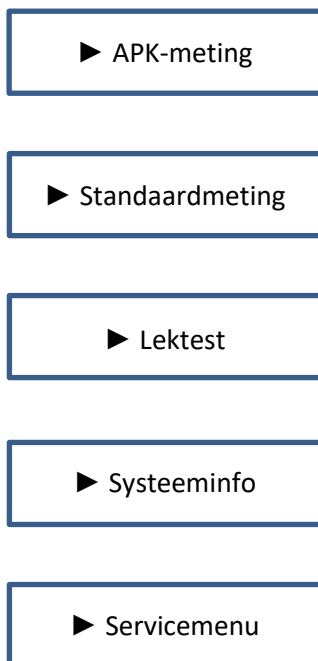 ► APK-meting
► Standaardmeting
► Lektest
► Systeeminfo
► Servicemenu